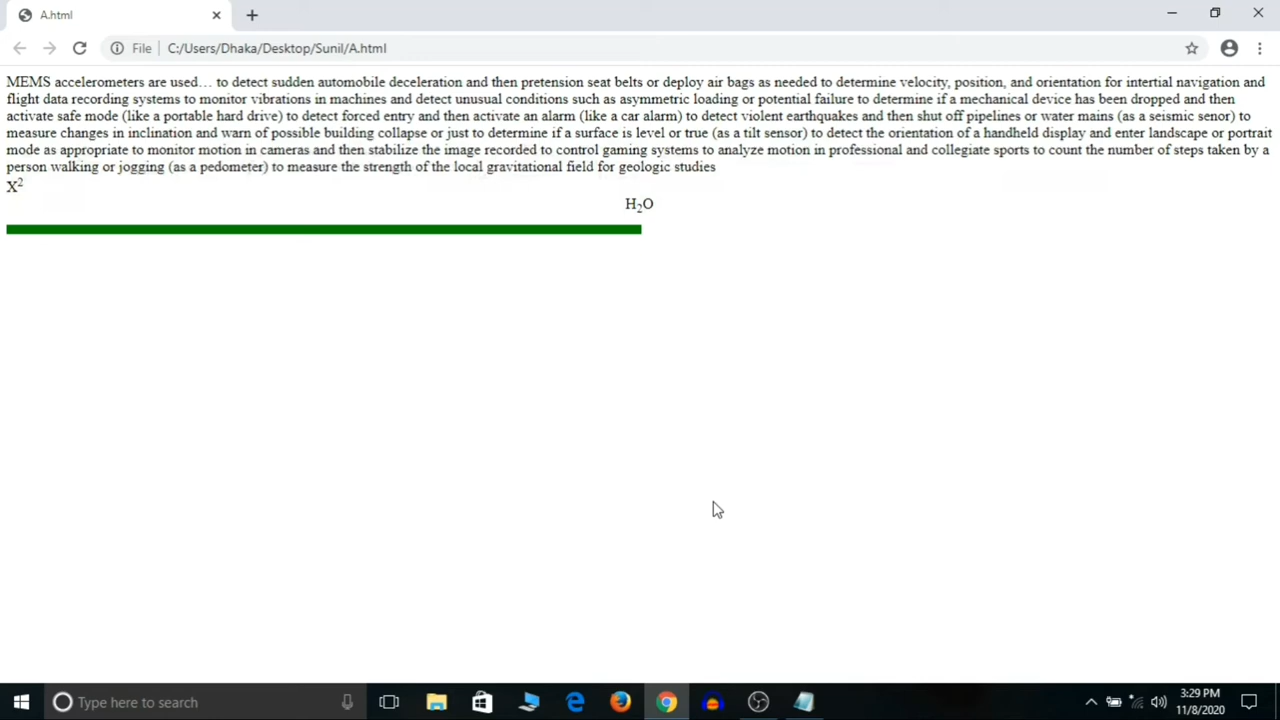 A.html
File
C:/Users/Dhaka/Desktop/Sunil/A.html
MEMS accelerometers are used… to detect sudden automobile deceleration and then pretension seat belts or deploy air bags as needed to determine velocity, position, and orientation for intertial navigation and
flight data recording systems to monitor vibrations in machines and detect unusual conditions such as asymmetric loading or potential failure to determine if a mechanical device has been dropped and then
activate safe mode (like a portable hard drive) to detect forced entry and then activate an alarm (like a car alarm) to detect violent earthquakes and then shut off pipelines or water mains (as a seismic senor) to
measure changes in inclination and warn of possible building collapse or just to determine if a surface is level or true (as a tilt sensor) to detect the orientation of a handheld display and enter landscape or portrait
mode as appropriate to monitor motion in cameras and then stabilize the image recorded to control gaming systems to analyze motion in professional and collegiate sports to count the number of steps taken by a
person walking or jogging (as a pedometer) to measure the strength of the local gravitational field for geologic studies
X²
H₂O
Type here to search
3:29 PM
11/8/2020